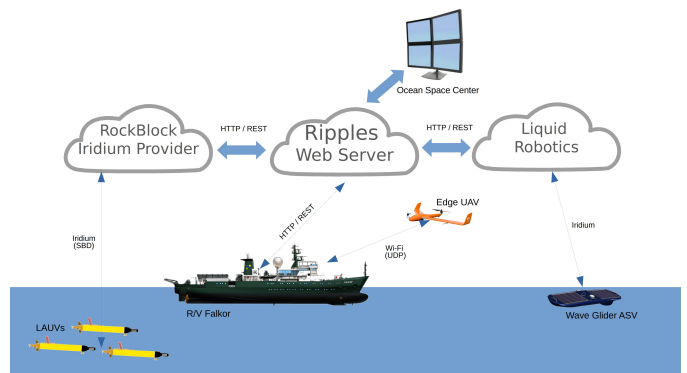 Ocean Space Center
RockBlock
Iridium Provider
HTTP / REST
Ripples
Web Server
HTTP / REST
Liquid
Robotics
HTTP / REST
Edge UAV
Iridium
(SBD)
Wi-Fi
(UDP)
Iridium
R/V Falkor
Wave Glider ASV
LAUVs